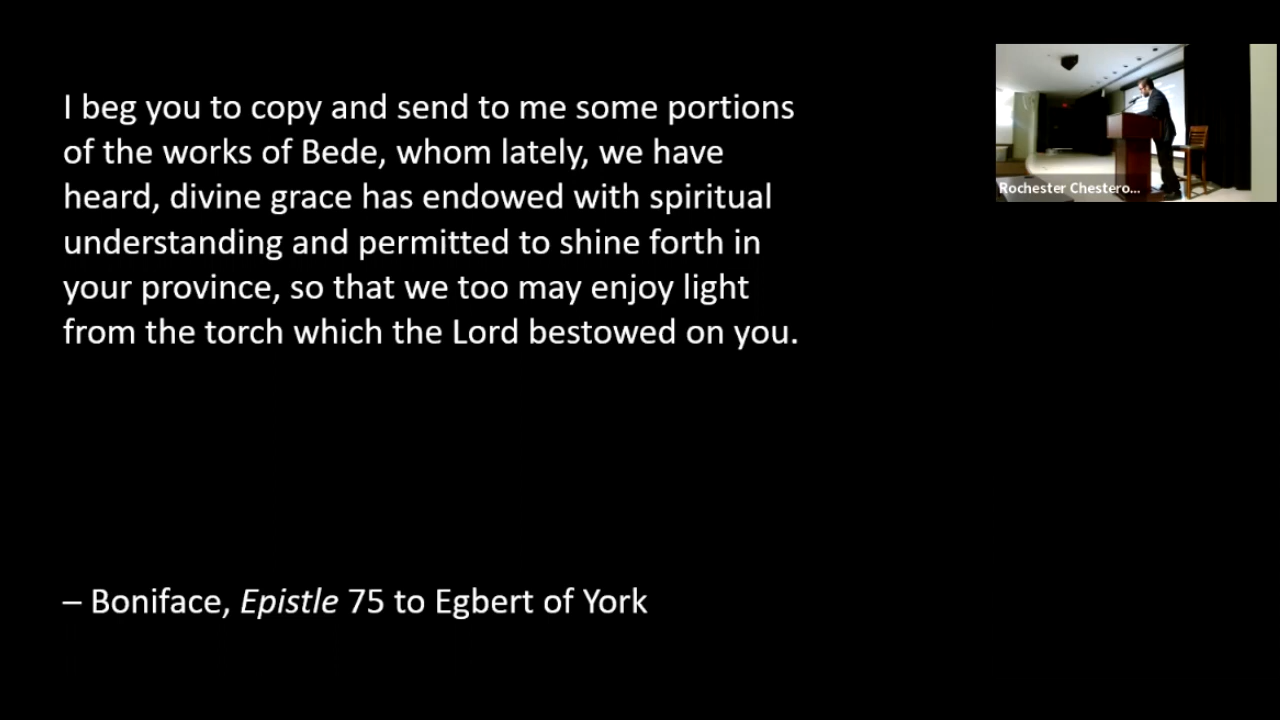 I beg you to copy and send to me some portions
of the works of Bede, whom lately, we have
heard, divine grace has endowed with spiritual
understanding and permitted to shine forth in
your province, so that we too may enjoy light
from the torch which the Lord bestowed on you.
– Boniface, Epistle 75 to Egbert of York
Rochester Chestero...